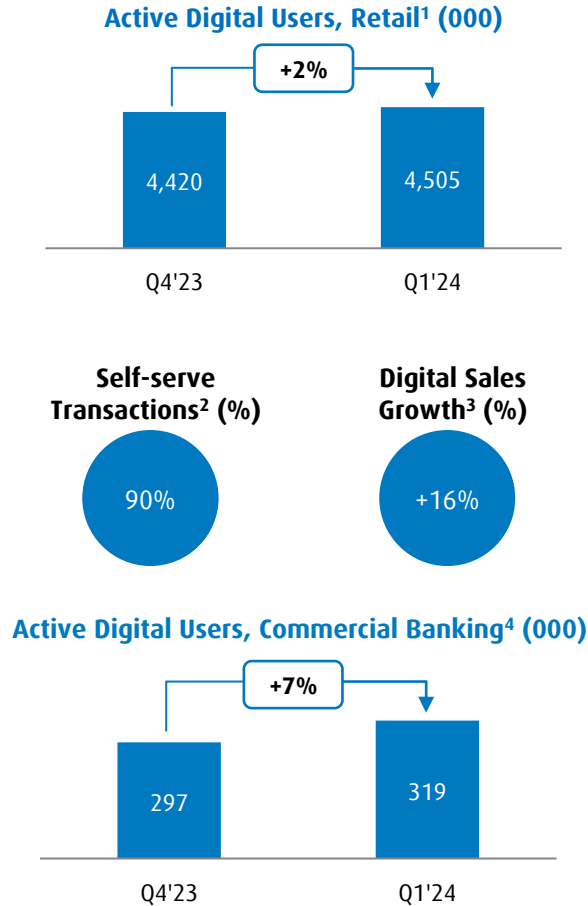 Active Digital Users, Retail¹ (000)
+2%
4,420
4,505
Q4'23
Q1'24
Self-serve
Transactions² (%)
90%
Digital Sales
Growth³ (%)
+16%
Active Digital Users, Commercial Banking⁴ (000)
+7%
297
319
Q4'23
Q1'24